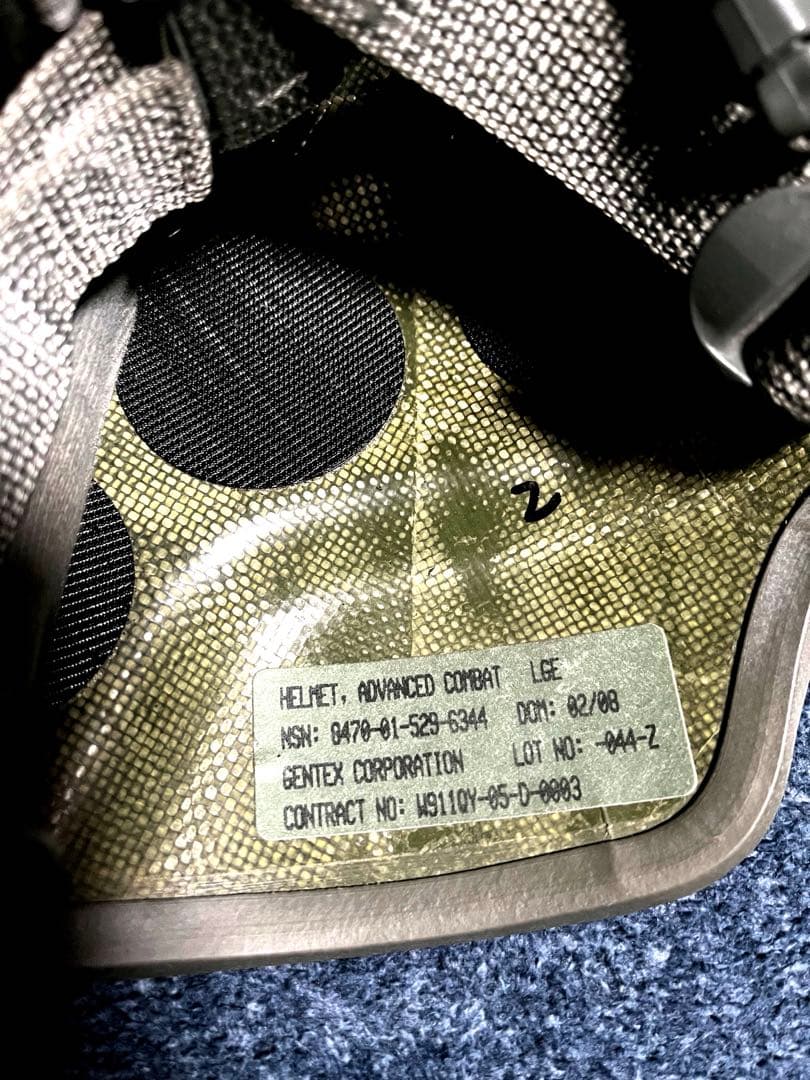 2
HELMET, ADVANCED COMBAT LGE
NSN: 8470-01-529-6344 DOM: 02/08
GENTEX CORPORATION LOT NO: -044-Z
CONTRACT NO: W911QY-05-D-0003